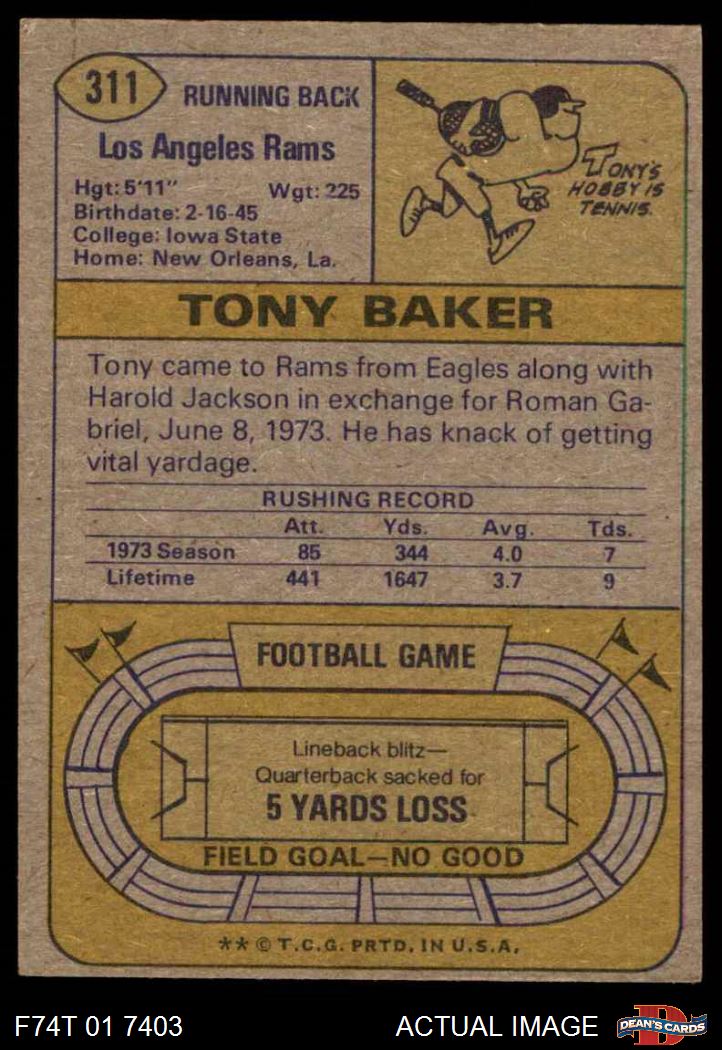 311
RUNNING BACK
Los Angeles Rams
Hgt: 5'11" Wgt: 225
Birthdate: 2-16-45
College: Iowa State
Home: New Orleans, La.
TONY'S
HOBBY IS
TENNIS.
TONY BAKER
Tony came to Rams from Eagles along with
Harold Jackson in exchange for Roman Ga-
briel, June 8, 1973. He has knack of getting
vital yardage.
RUSHING RECORD
Att. Yds. Avg. Tds.
1973 Season 85 344 4.0 7
Lifetime 441 1647 3.7 9
FOOTBALL GAME
Lineback blitz—
Quarterback sacked for
5 YARDS LOSS
FIELD GOAL—NO GOOD
** © T.C.G. PRTD. IN U.S.A.
F74T 01 7403 ACTUAL IMAGE
D
DEAN'S CARDS